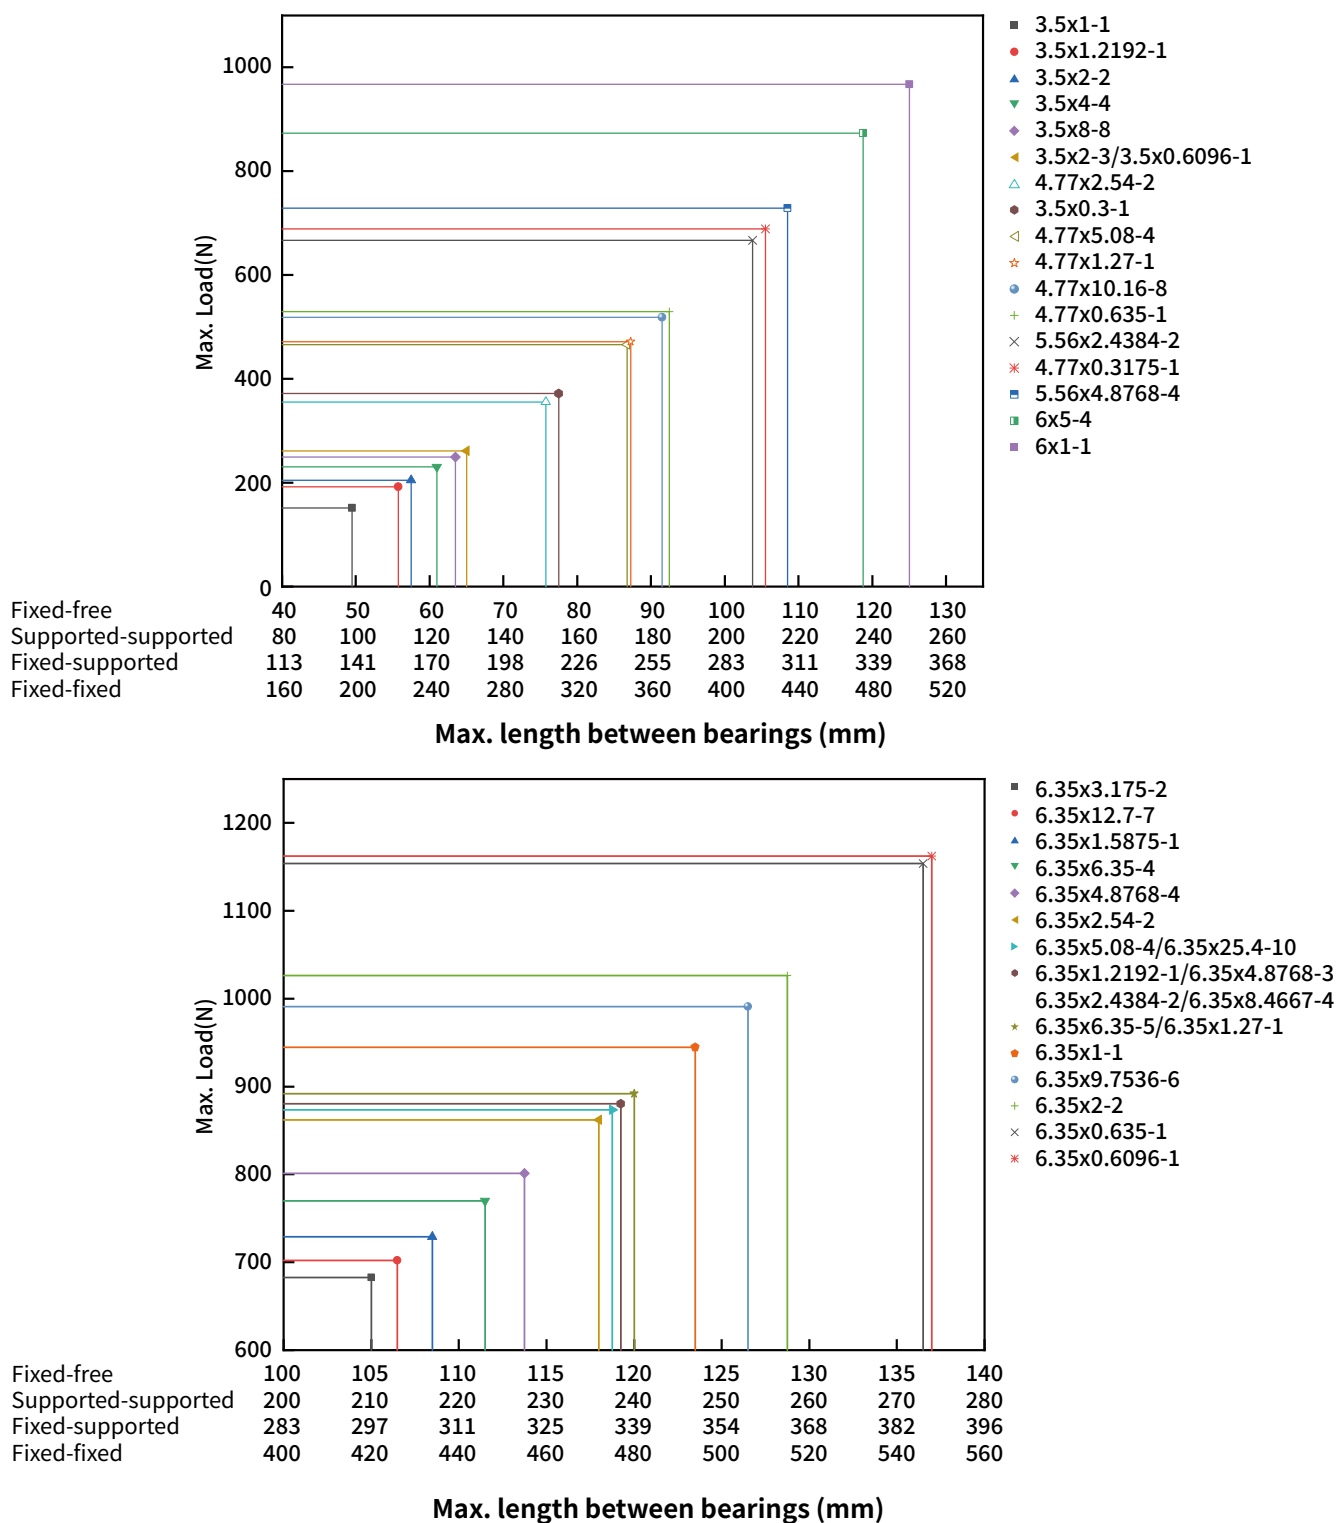 1000
800
600
400
200
0
Max. Load(N)
3.5x1-1
3.5x1.2192-1
3.5x2-2
3.5x4-4
3.5x8-8
3.5x2-3/3.5x0.6096-1
4.77x2.54-2
3.5x0.3-1
4.77x5.08-4
4.77x1.27-1
4.77x10.16-8
4.77x0.635-1
5.56x2.4384-2
4.77x0.3175-1
5.56x4.8768-4
6x5-4
6x1-1
Fixed-free 40 50 60 70 80 90 100 110 120 130
Supported-supported 80 100 120 140 160 180 200 220 240 260
Fixed-supported 113 141 170 198 226 255 283 311 339 368
Fixed-fixed 160 200 240 280 320 360 400 440 480 520
Max. length between bearings (mm)
1200
1100
1000
900
800
700
600
Max. Load(N)
6.35x3.175-2
6.35x12.7-7
6.35x1.5875-1
6.35x6.35-4
6.35x4.8768-4
6.35x2.54-2
6.35x5.08-4/6.35x25.4-10
6.35x1.2192-1/6.35x4.8768-3
6.35x2.4384-2/6.35x8.4667-4
6.35x6.35-5/6.35x1.27-1
6.35x1-1
6.35x9.7536-6
6.35x2-2
6.35x0.635-1
6.35x0.6096-1
Fixed-free 100 105 110 115 120 125 130 135 140
Supported-supported 200 210 220 230 240 250 260 270 280
Fixed-supported 283 297 311 325 339 354 368 382 396
Fixed-fixed 400 420 440 460 480 500 520 540 560
Max. length between bearings (mm)